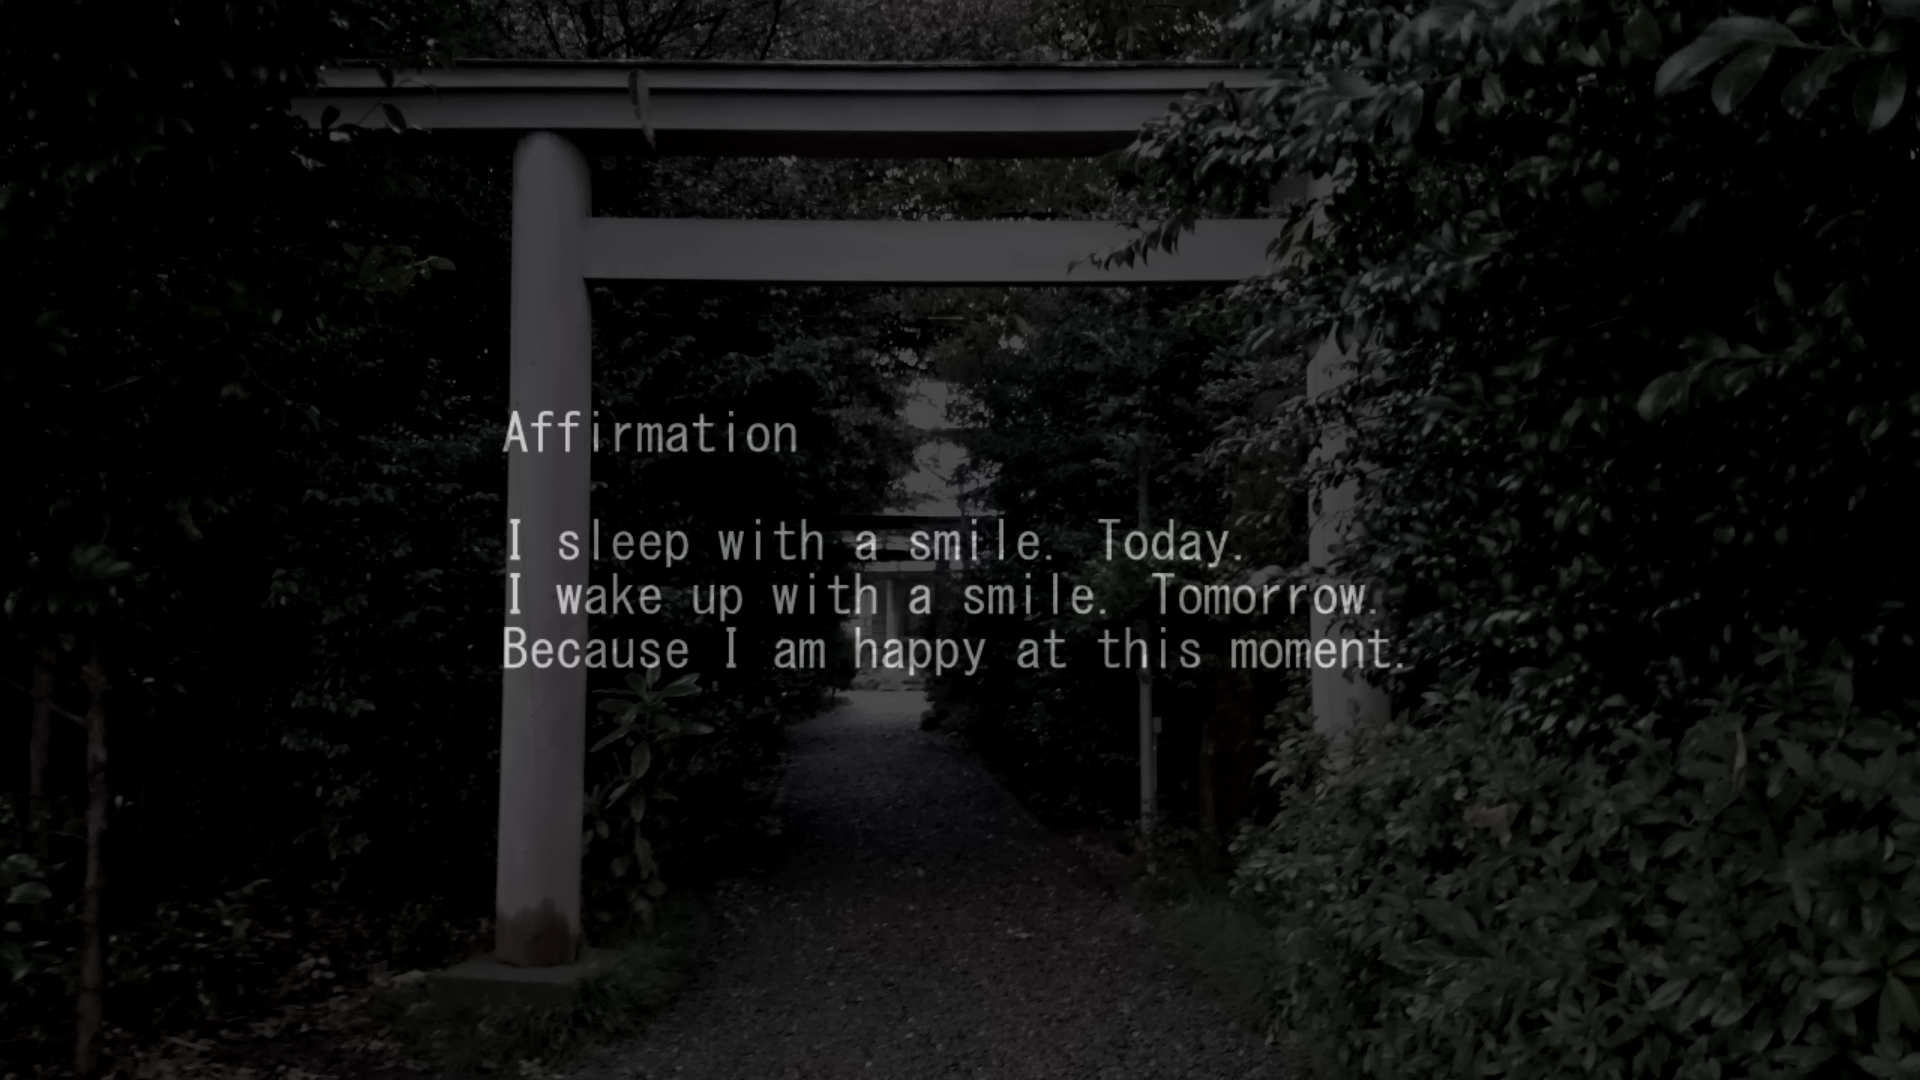 Affirmation
I sleep with a smile. Today.
I wake up with a smile. Tomorrow.
Because I am happy at this moment.